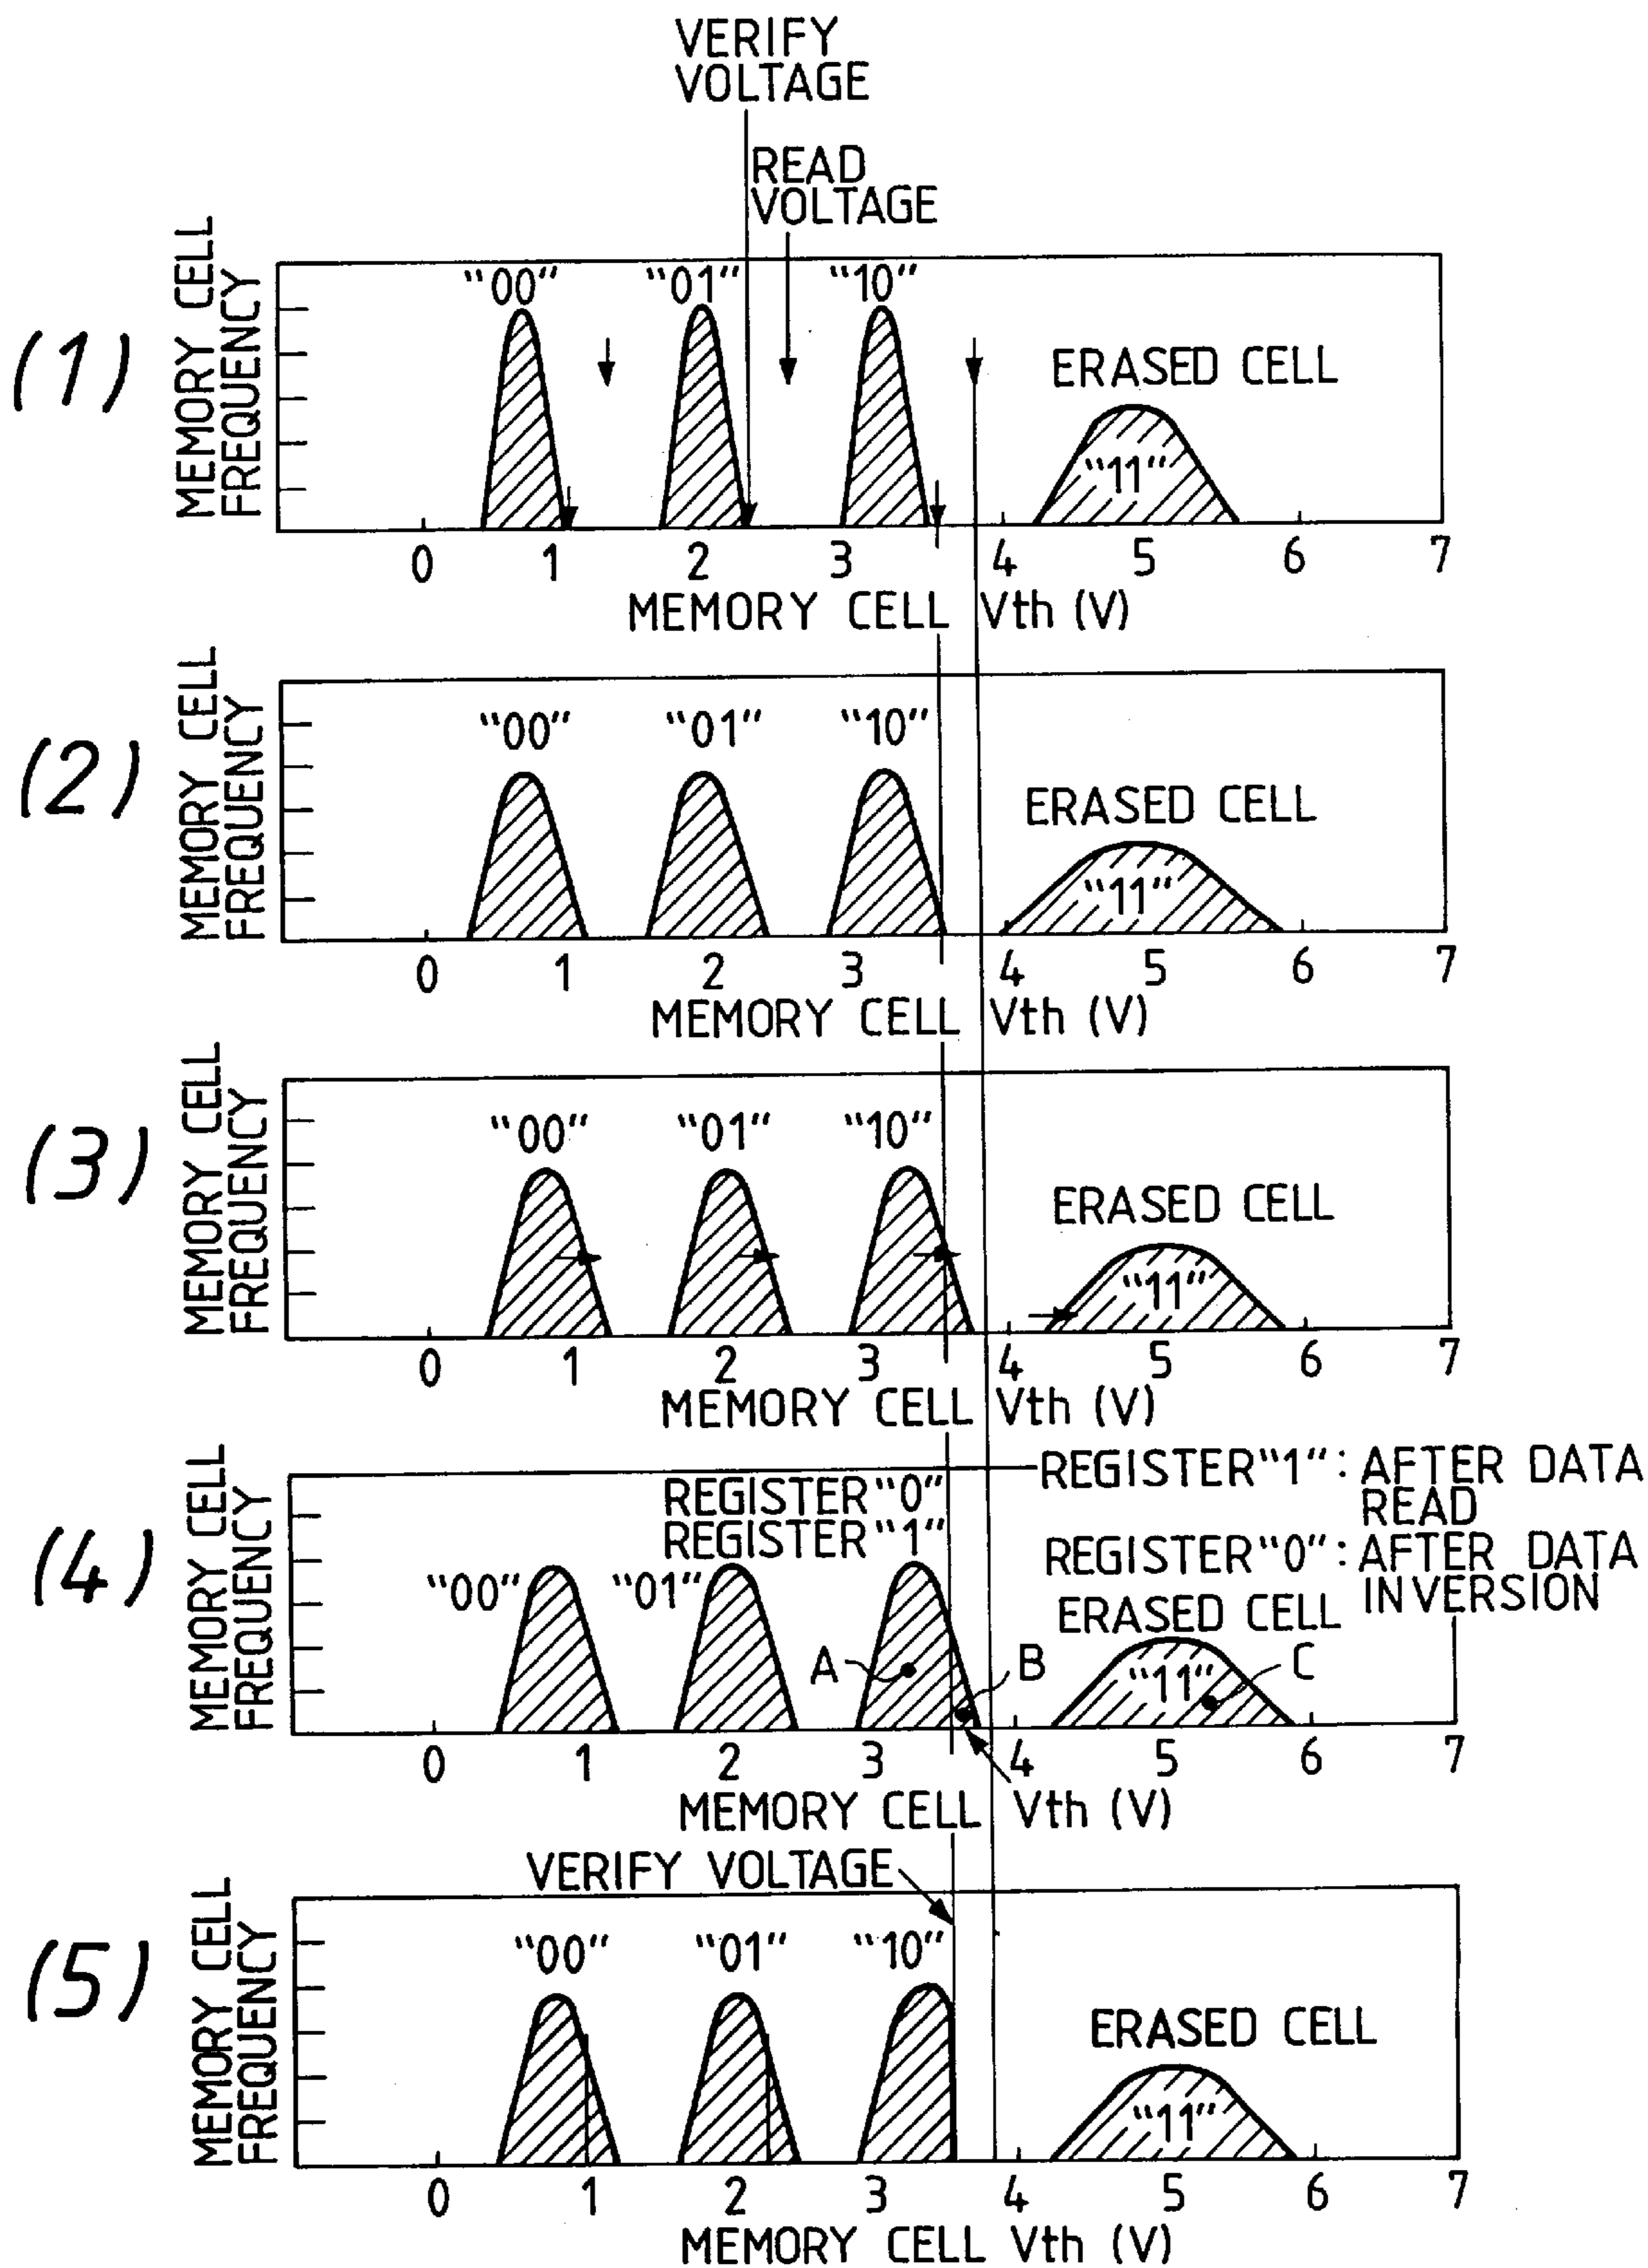 VERIFY
VOLTAGE
READ
VOLTAGE
(1)
MEMORY CELL
FREQUENCY
"00" "01" "10"
ERASED CELL
"11"
0 1 2 3 4 5 6 7
MEMORY CELL Vth (V)
(2)
MEMORY CELL
FREQUENCY
"00" "01" "10"
ERASED CELL
"11"
0 1 2 3 4 5 6 7
MEMORY CELL Vth (V)
(3)
MEMORY CELL
FREQUENCY
"00" "01" "10"
ERASED CELL
"11"
0 1 2 3 4 5 6 7
MEMORY CELL Vth (V)
(4)
MEMORY CELL
FREQUENCY
REGISTER "0"
REGISTER "1"
REGISTER "1" : AFTER DATA
READ
REGISTER "0" : AFTER DATA
INVERSION
ERASED CELL
"00" "01"
A B "11" C
0 1 2 3 4 5 6 7
MEMORY CELL Vth (V)
VERIFY VOLTAGE
(5)
MEMORY CELL
FREQUENCY
"00" "01" "10"
ERASED CELL
"11"
0 1 2 3 4 5 6 7
MEMORY CELL Vth (V)